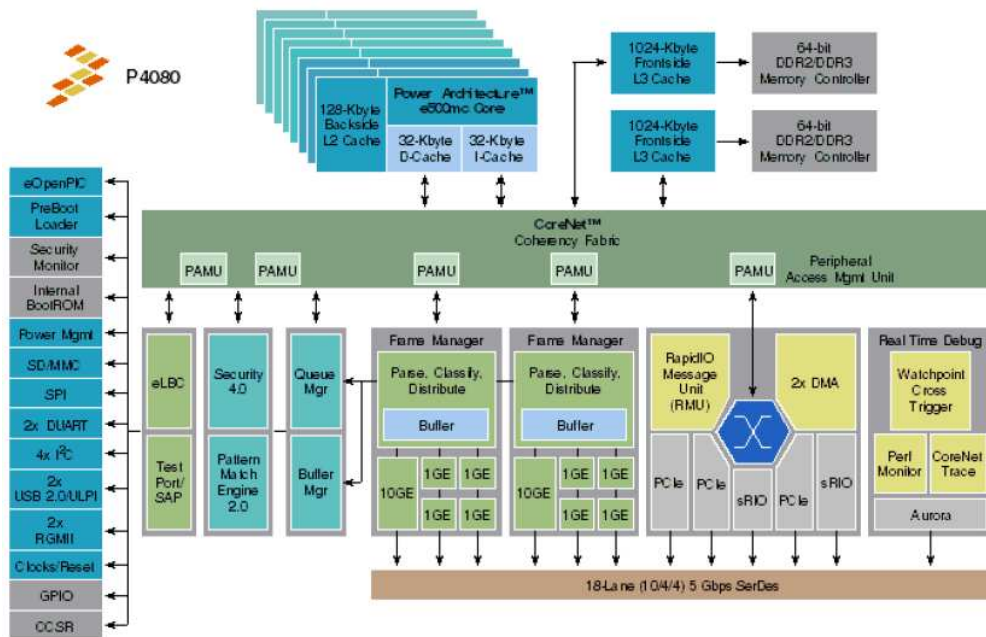 P4080
128-Kbyte
Backside
L2 Cache
Power Architecture™
e500mc Core
32-Kbyte
D-Cache
32-Kbyte
I-Cache
1024-Kbyte
Frontside
L3 Cache
64-bit
DDR2/DDR3
Memory Controller
1024-Kbyte
Frontside
L3 Cache
64-bit
DDR2/DDR3
Memory Controller
eOpenPIC
PreBoot
Loader
Security
Monitor
Internal
BootROM
Power Mgmt
SD/MMC
SPI
2x DUART
4x I²C
2x
USB 2.0/ULPI
2x
RGMII
Clocks/Reset
GPIO
CCSR
CoreNet™
Coherency Fabric
PAMU
PAMU
PAMU
PAMU
PAMU
Peripheral
Access Mgmt Unit
eLBC
Test
Port/
SAP
Security
4.0
Pattern
Match
Engine
2.0
Queue
Mgr
Buffer
Mgr
Frame Manager
Parse, Classify,
Distribute
Buffer
10GE
1GE
1GE
1GE
1GE
Frame Manager
Parse, Classify,
Distribute
Buffer
10GE
1GE
1GE
1GE
1GE
RapidIO
Message
Unit
(RMU)
2x DMA
PCIe
PCIe
sRIO
PCIe
sRIO
Real Time Debug
Watchpoint
Cross
Trigger
Perf
Monitor
CoreNet
Trace
Aurora
18-Lane (10/4/4) 5 Gbps SerDes